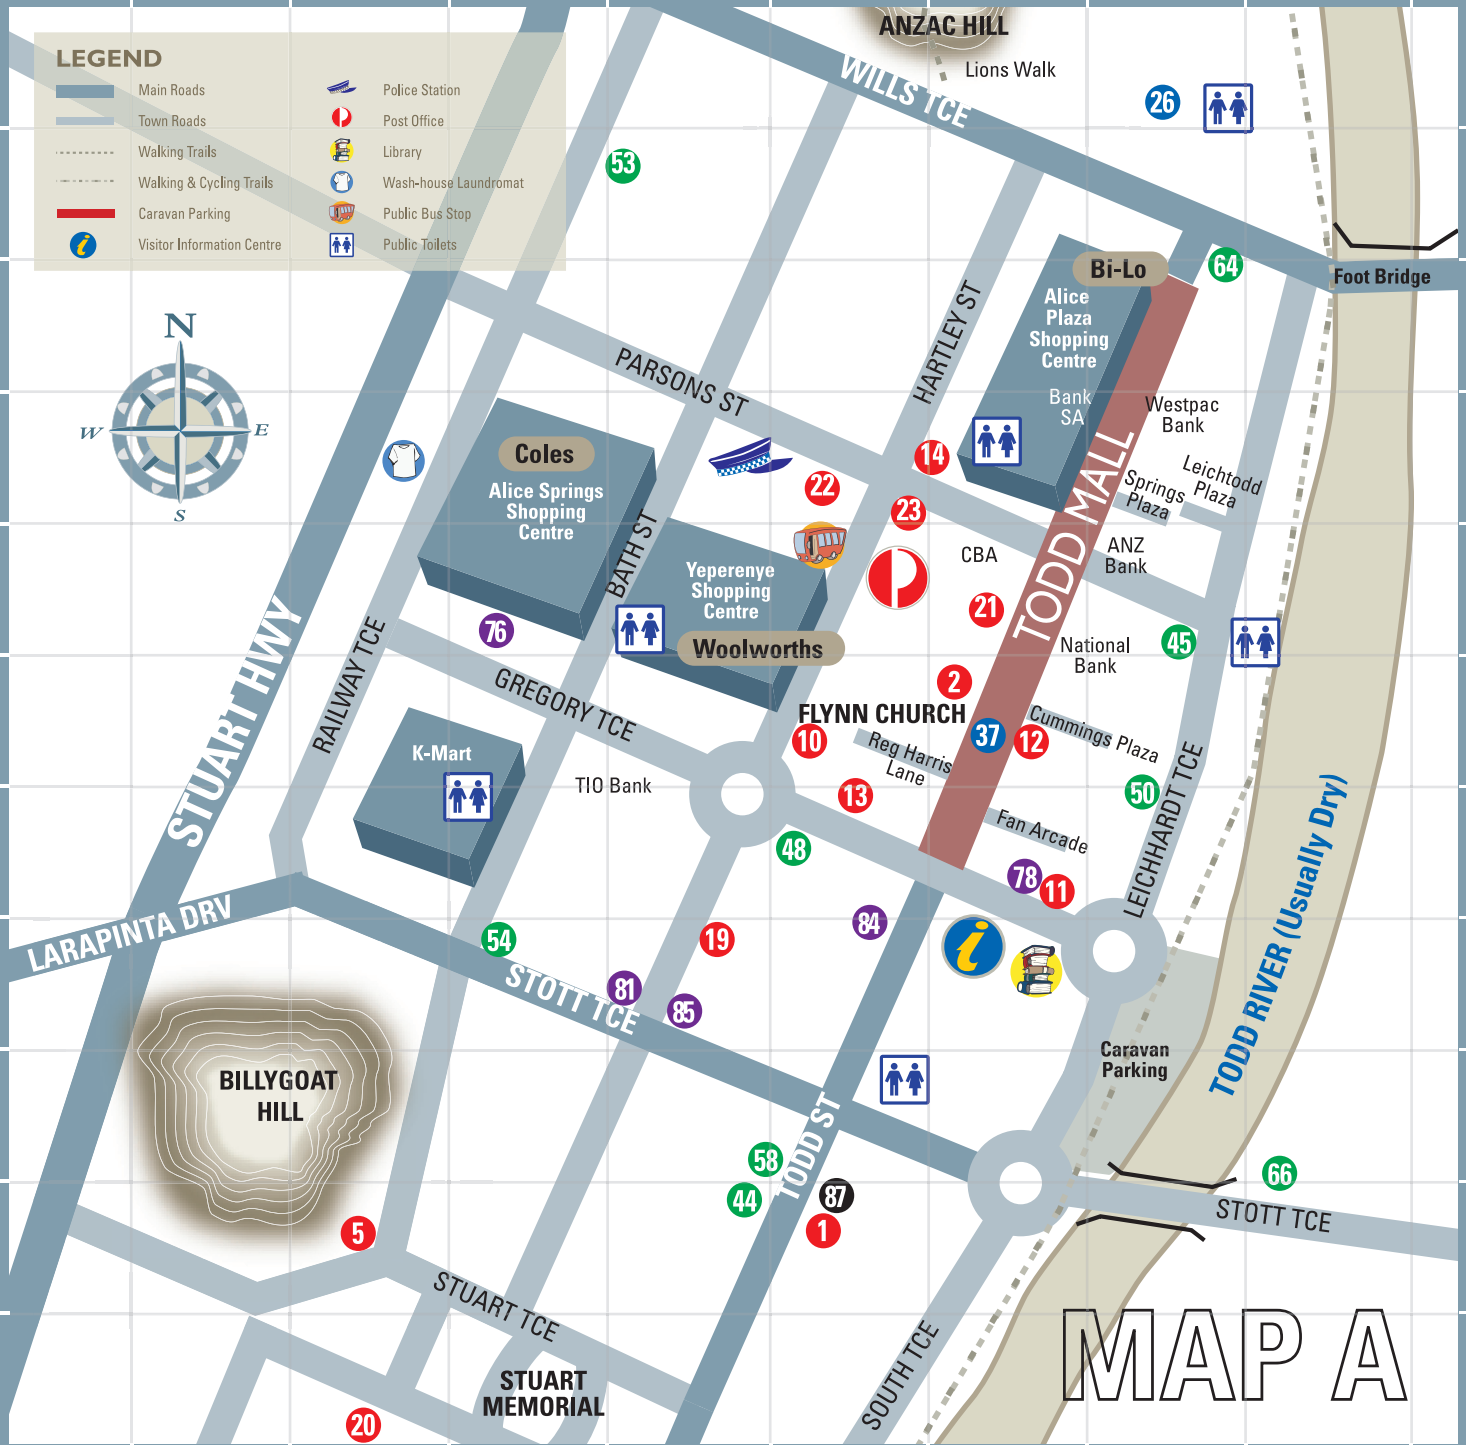 ANZAC HILL
Lions Walk
WILLS TCE
26
LEGEND
Main Roads
Town Roads
Walking Trails
Walking & Cycling Trails
Caravan Parking
i
Visitor Information Centre
Police Station
Post Office
Library
Wash-house Laundromat
Public Bus Stop
Public Toilets
53
64
Foot Bridge
Bi-Lo
Alice
Plaza
Shopping
Centre
Bank
SA
HARTLEY ST
N
W
E
S
PARSONS ST
Westpac
Bank
Coles
Alice Springs
Shopping
Centre
14
22
23
Springs
Plaza
Leichtodd
Plaza
TODD MALL
BATH ST
CBA
ANZ
Bank
Yeperenye
Shopping
Centre
Woolworths
21
76
National
Bank
45
STUART HWY
RAILWAY TCE
GREGORY TCE
2
FLYNN CHURCH
10
37
12
Cummings Plaza
Reg Harris
Lane
K-Mart
TIO Bank
13
50
LEICHHARDT TCE
Fan Arcade
48
78
11
LARAPINTA DRV
54
19
84
i
STOTT TCE
81
85
TODD RIVER (Usually Dry)
BILLYGOAT
HILL
Caravan
Parking
TODD ST
58
44
87
1
66
STOTT TCE
5
STUART TCE
SOUTH TCE
STUART
MEMORIAL
20
MAP A